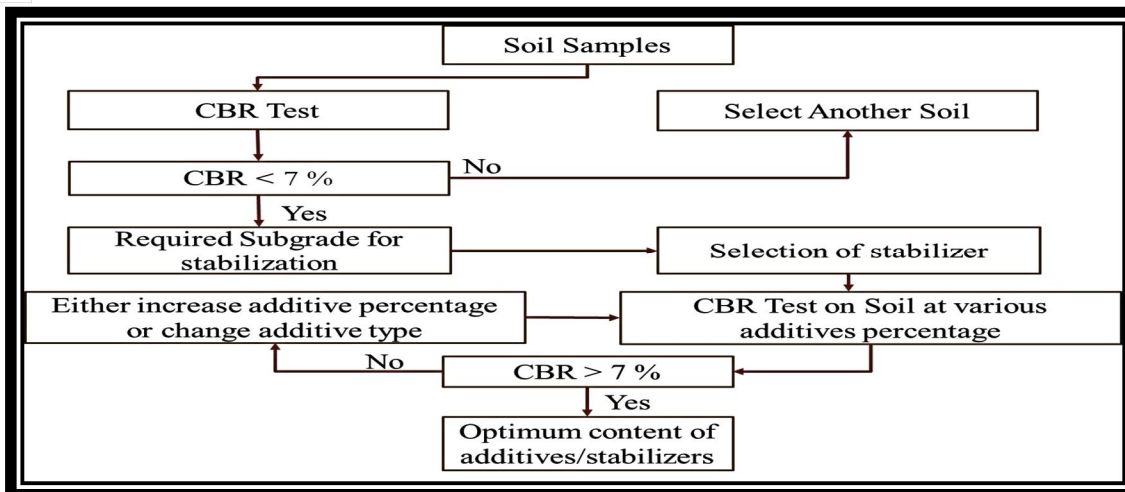 Soil Samples
CBR Test
Select Another Soil
CBR < 7 %
No
Yes
Required Subgrade for
stabilization
Selection of stabilizer
Either increase additive percentage
or change additive type
CBR Test on Soil at various
additives percentage
No
CBR > 7 %
Yes
Optimum content of
additives/stabilizers